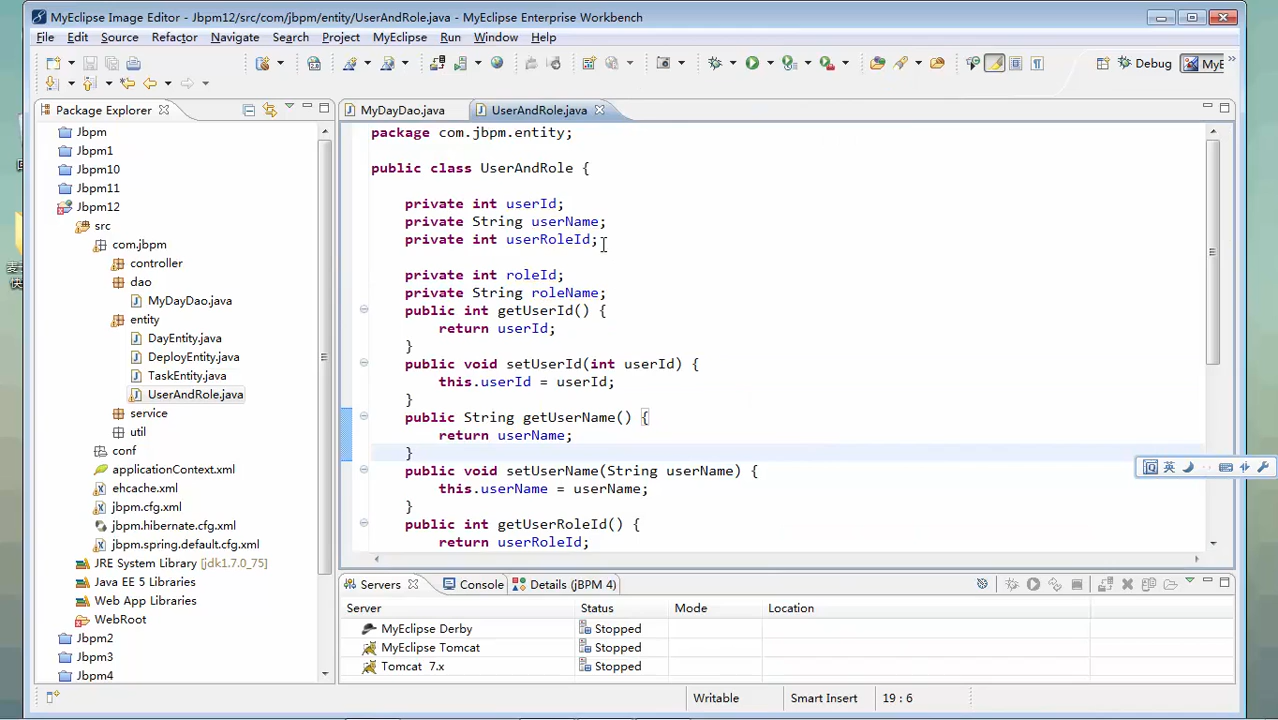 MyEclipse Image Editor - Jbpm12/src/com/jbpm/entity/UserAndRole.java - MyEclipse Enterprise Workbench
File Edit Source Refactor Navigate Search Project MyEclipse Run Window Help
Debug MyE
Package Explorer
Jbpm
Jbpm1
Jbpm10
Jbpm11
Jbpm12
src
com.jbpm
controller
dao
MyDayDao.java
entity
DayEntity.java
DeployEntity.java
TaskEntity.java
UserAndRole.java
service
util
conf
applicationContext.xml
ehcache.xml
jbpm.cfg.xml
jbpm.hibernate.cfg.xml
jbpm.spring.default.cfg.xml
JRE System Library [jdk1.7.0_75]
Java EE 5 Libraries
Web App Libraries
WebRoot
Jbpm2
Jbpm3
Jbpm4
MyDayDao.java UserAndRole.java
package com.jbpm.entity;
public class UserAndRole {
private int userId;
private String userName;
private int userRoleId;
private int roleId;
private String roleName;
public int getUserId() {
return userId;
}
public void setUserId(int userId) {
this.userId = userId;
}
public String getUserName() {
return userName;
}
public void setUserName(String userName) {
this.userName = userName;
}
public int getUserRoleId() {
return userRoleId;
英
Servers Console Details (jBPM 4)
Server Status Mode Location
MyEclipse Derby Stopped
MyEclipse Tomcat Stopped
Tomcat 7.x Stopped
Writable Smart Insert 19 : 6